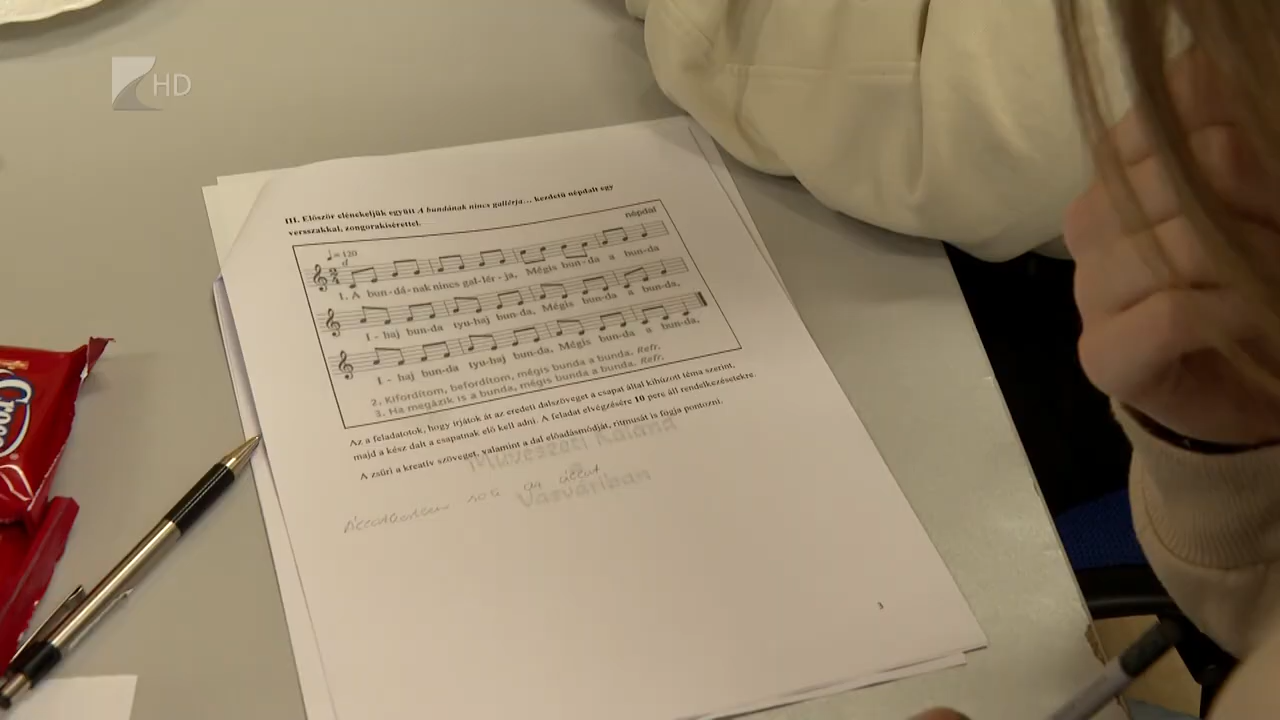 HD
III. Először elénekeljük együtt A bundának nincs gallérja… kezdetű népdalt egy
versszakkal, zongorakísérettel.
népdal
♩=120
1. A bun-dá-nak nincs gal-lér-ja, Mégis bun-da a bun-da
I - haj bun-da tyu-haj bun-da, Mégis bun-da a bun-da,
I - haj bun-da tyu-haj bun-da, Mégis bun-da a bun-da,
2. Kifordítom, befordítom, mégis bunda a bunda. Refr.
3. Ha megázik is a bunda, mégis bunda a bunda. Refr.
Az a feladatotok, hogy írjátok át az eredeti dalszöveget a csapat által kihúzott téma szerint,
majd a kész dalt a csapatnak elő kell adni. A feladat elvégzésére 10 perc áll rendelkezésetekre.
A zsűri a kreatív szöveget, valamint a dal előadásmódját, ritmusát is fogja pontozni.
Művészeti Kaland
Vasváriban
3